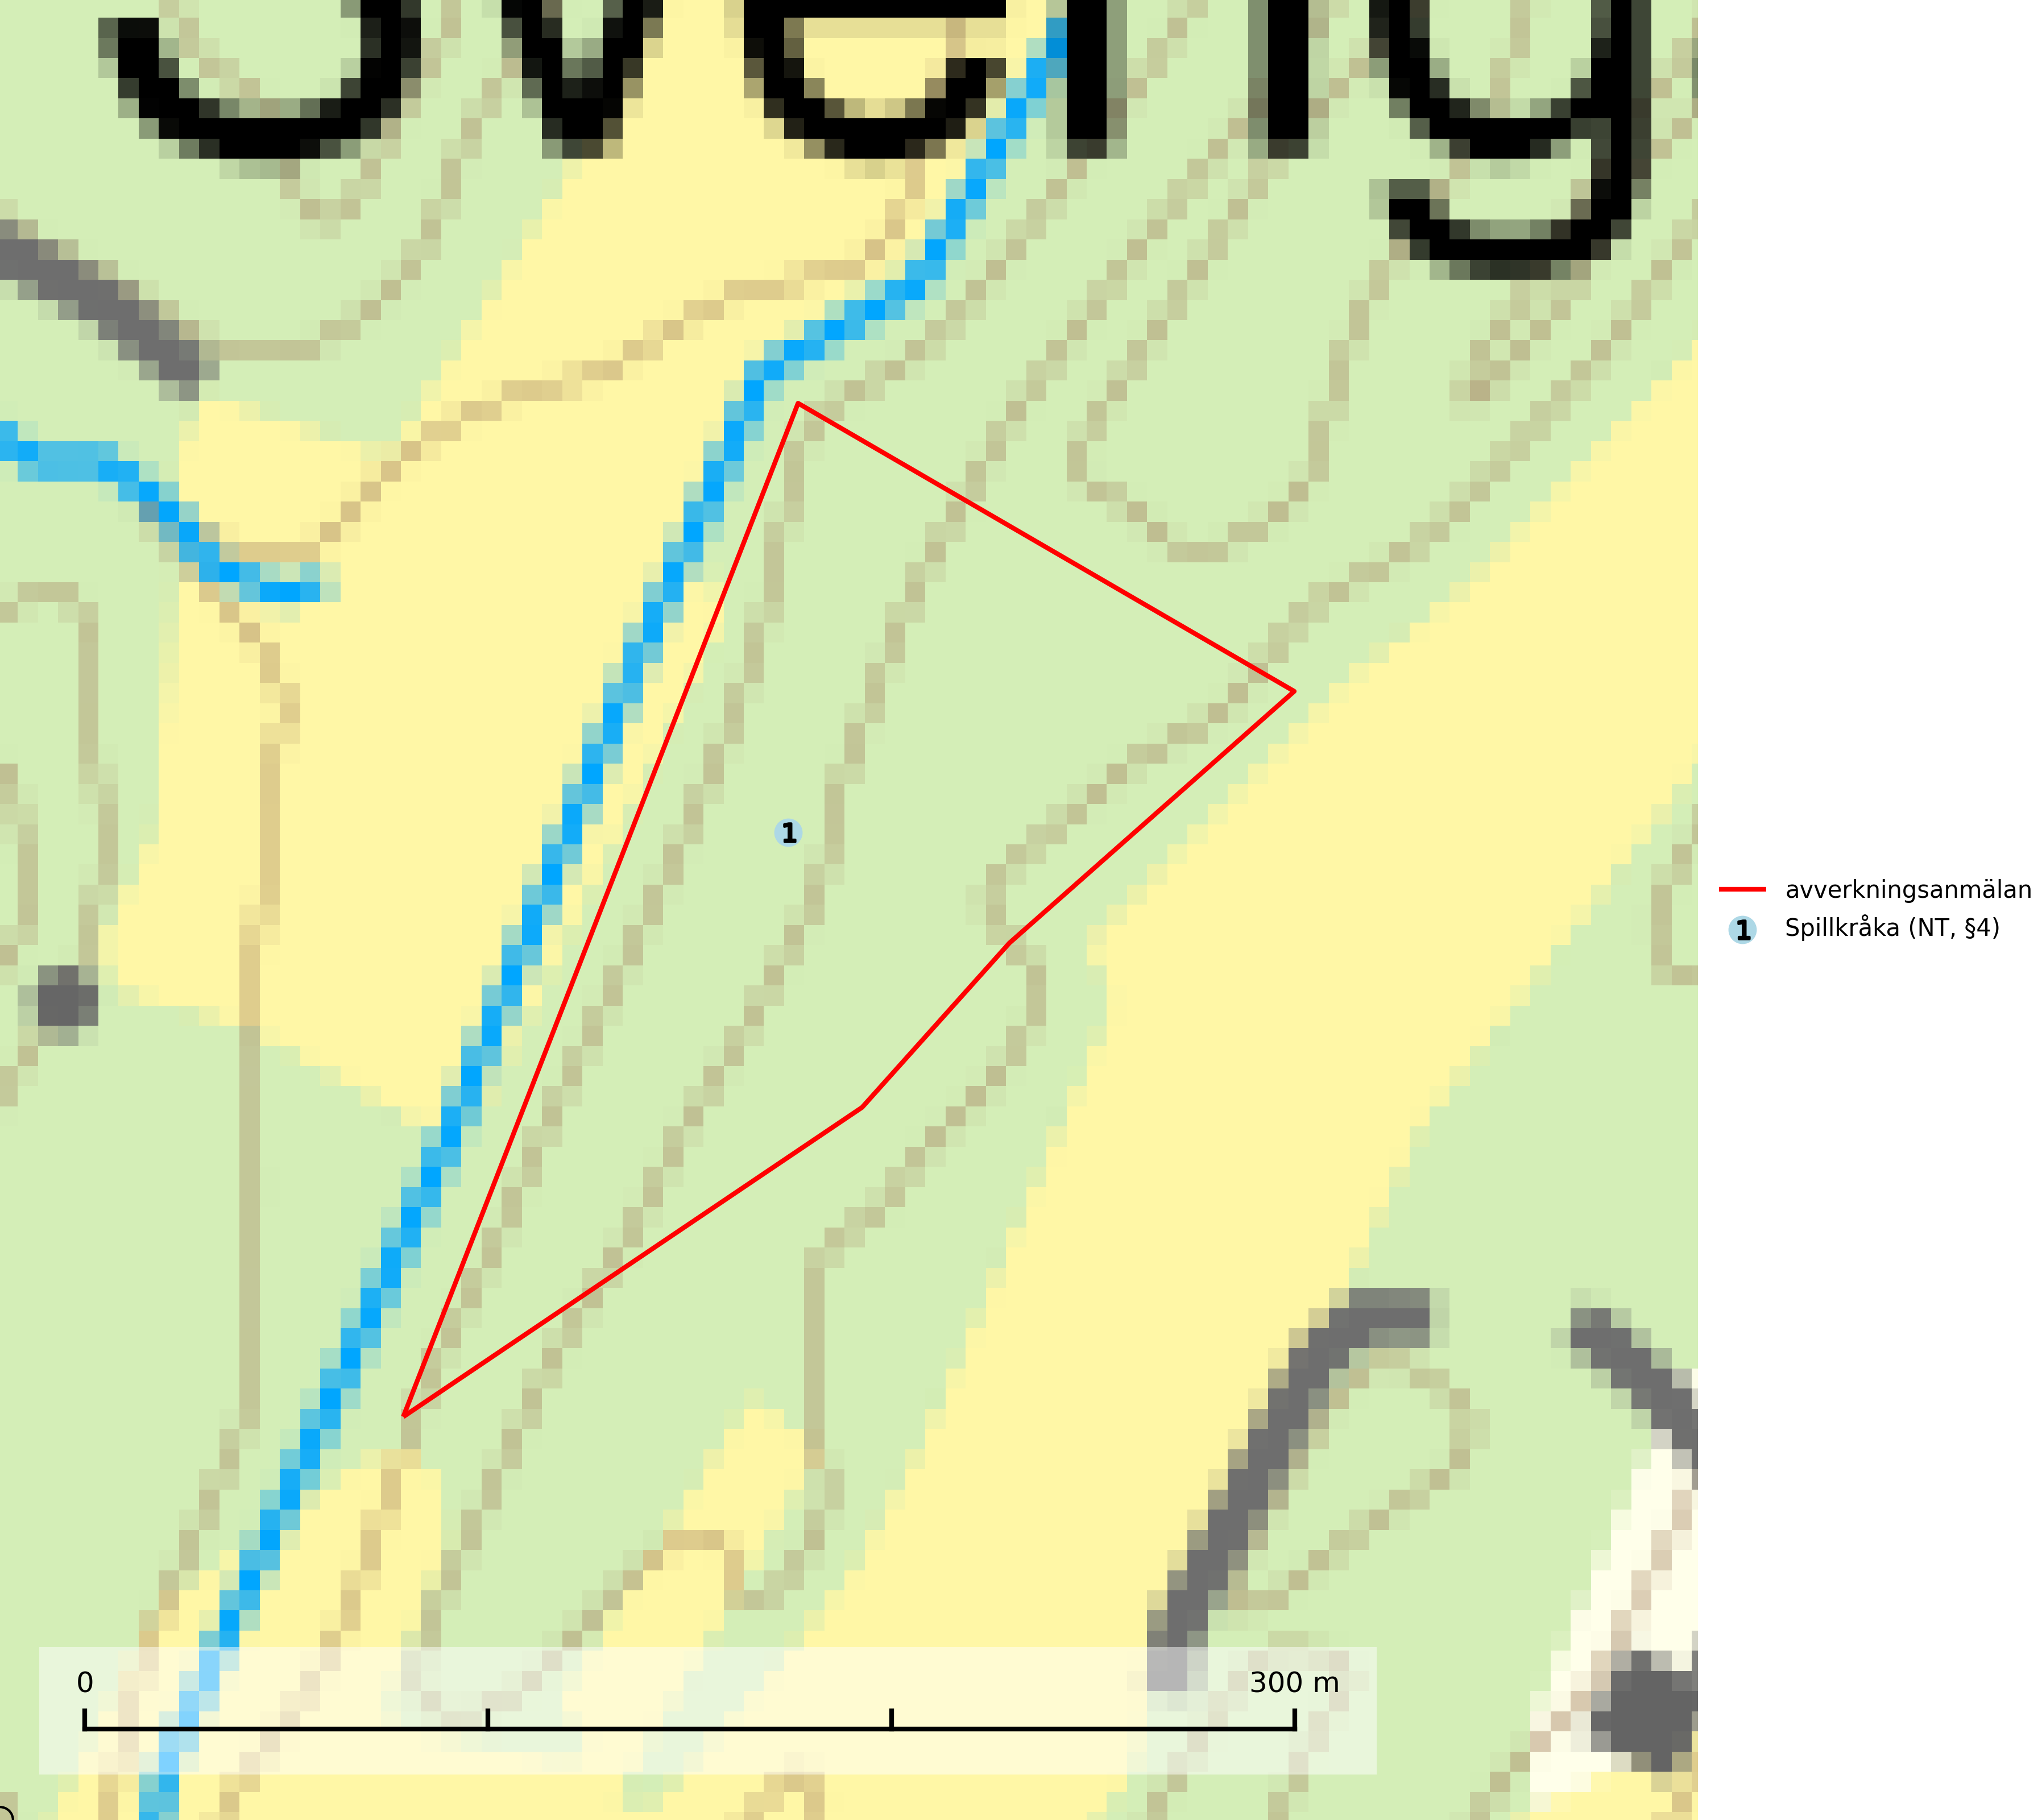 avverkningsanmälan
1
1 Spillkråka (NT, §4)
0 300 m